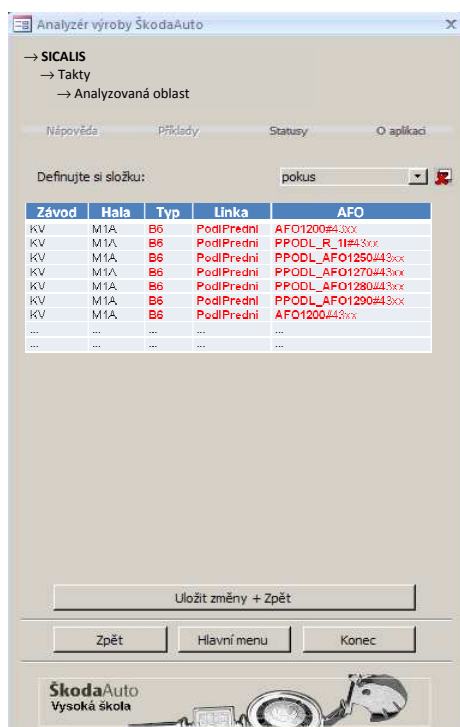 Analyzér výroby ŠkodaAuto
→ SICALIS
→ Takty
→ Analyzovaná oblast
Nápověda Příklady Statusy O aplikaci
Definujte si složku: pokus
Závod Hala Typ Linka AFO
KV M1A B6 PodlPredni AFO1200#43xx
KV M1A B6 PodlPredni PPODL_R_1I#43xx
KV M1A B6 PodlPredni PPODL_AFO1250#43xx
KV M1A B6 PodlPredni PPODL_AFO1270#43xx
KV M1A B6 PodlPredni PPODL_AFO1280#43xx
KV M1A B6 PodlPredni PPODL_AFO1290#43xx
KV M1A B6 PodlPredni AFO1200#43xx
... ... ... ... ...
... ... ... ... ...
Uložit změny + Zpět
Zpět Hlavní menu Konec
ŠkodaAuto
Vysoká škola